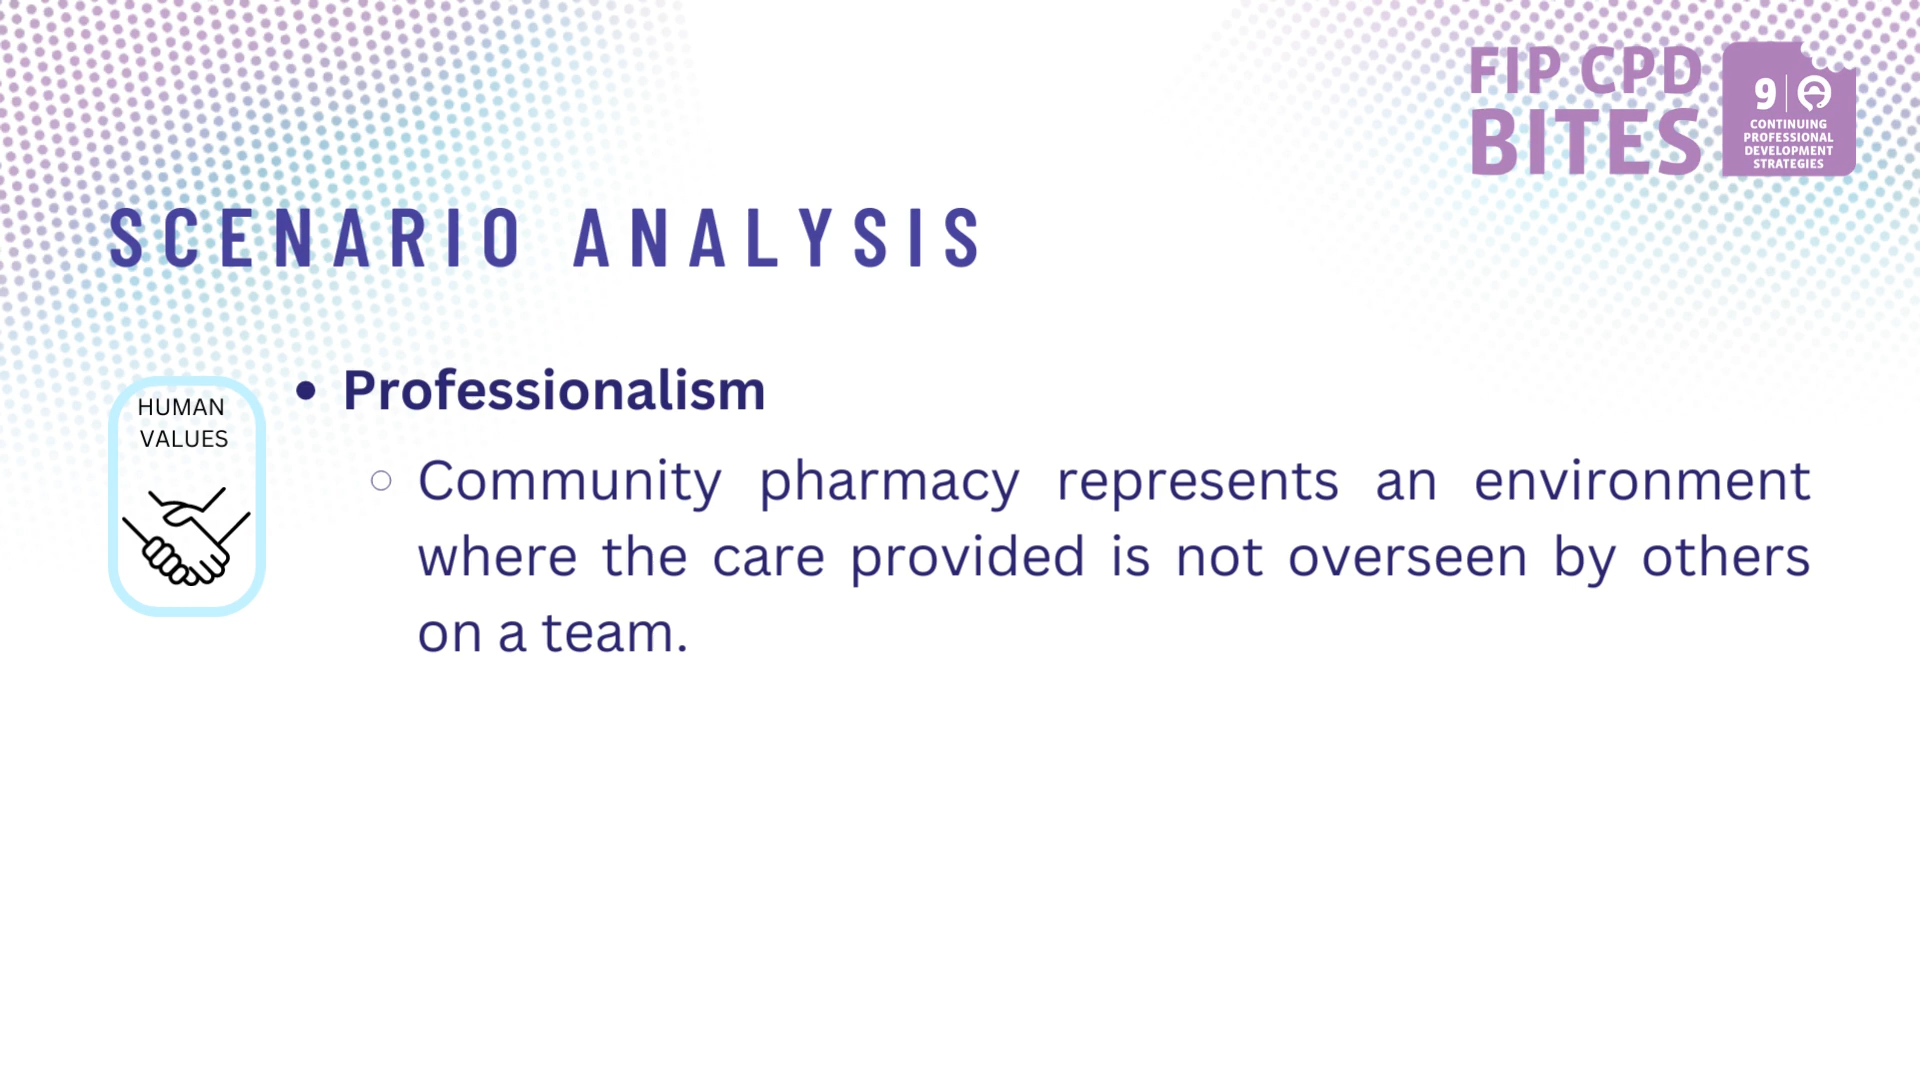 FIP CPD
BITES
9
CONTINUING
PROFESSIONAL
DEVELOPMENT
STRATEGIES
SCENARIO ANALYSIS
HUMAN
VALUES
• Professionalism
○ Community pharmacy represents an environment
where the care provided is not overseen by others
on a team.